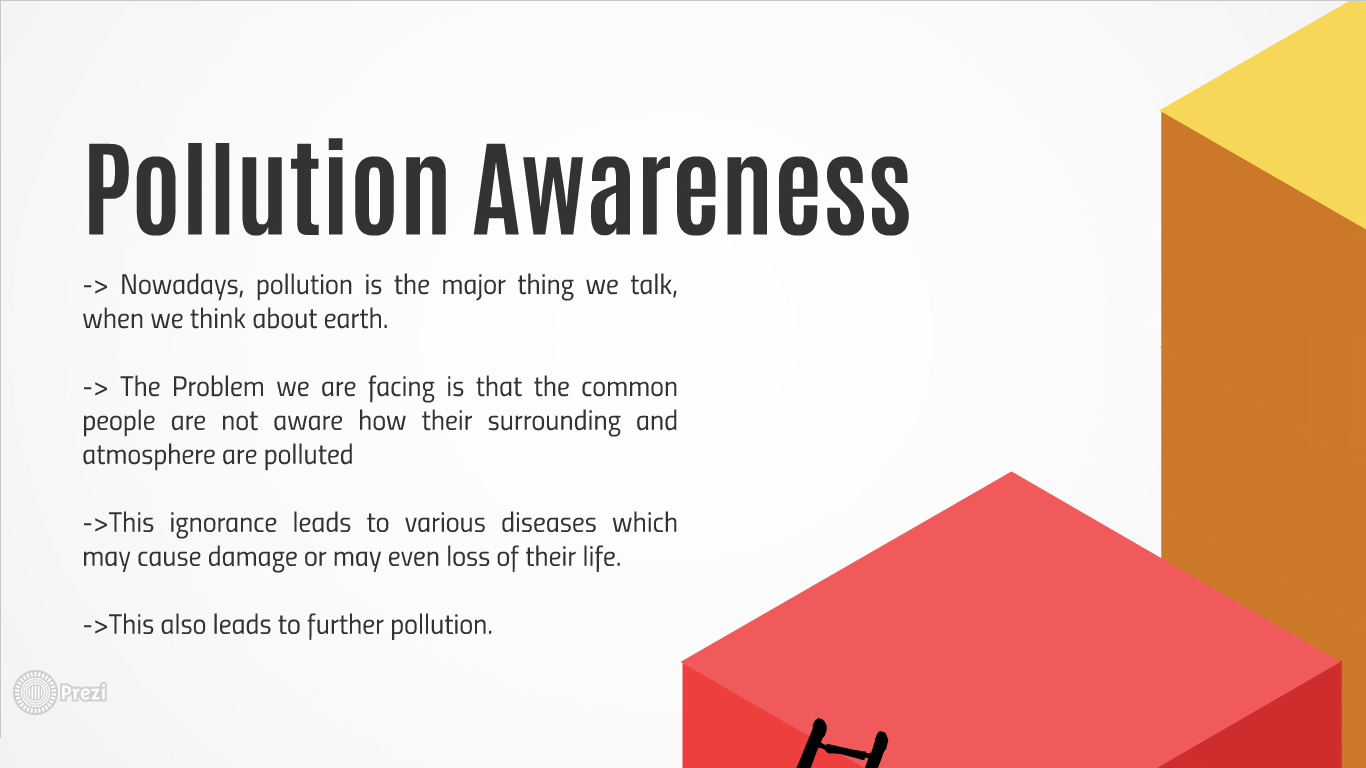 Pollution Awareness
-> Nowadays, pollution is the major thing we talk,
when we think about earth.
-> The Problem we are facing is that the common
people are not aware how their surrounding and
atmosphere are polluted
->This ignorance leads to various diseases which
may cause damage or may even loss of their life.
->This also leads to further pollution.
Prezi